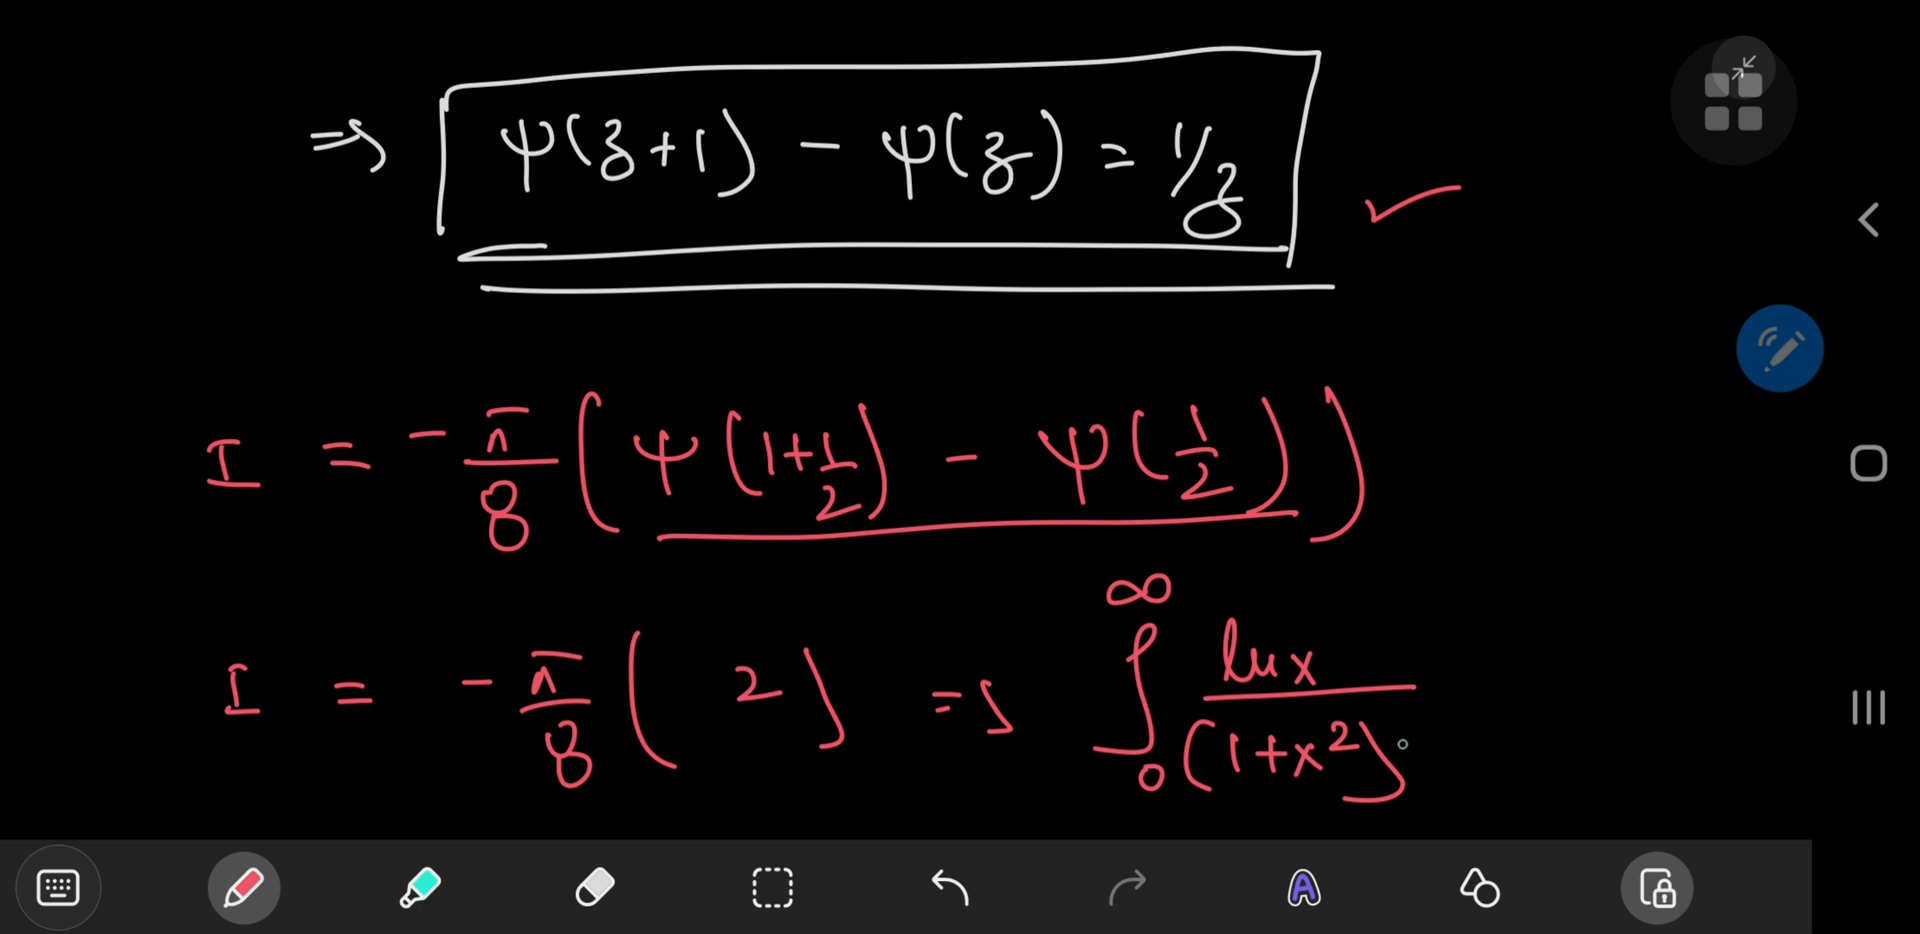 ⇒ ψ(z+1) - ψ(z) = 1/z ✓
I = -π/8 (ψ(1+1/2) - ψ(1/2))
I = -π/8 (2) ⇒ ∫₀^∞ ln x/(1+x²)
A